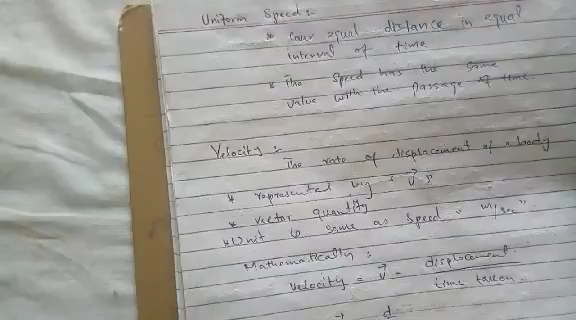 Uniform Speed :
* Cover equal distance in equal
interval of time
* The speed has the same
value with the passage of time
Velocity :
The rate of displacement of a body
* represented by " v⃗ "
* vector quantity
* Unit is same as speed " m/sec"
Mathematically :
velocity = v⃗ = displacement
time taken.
→ d